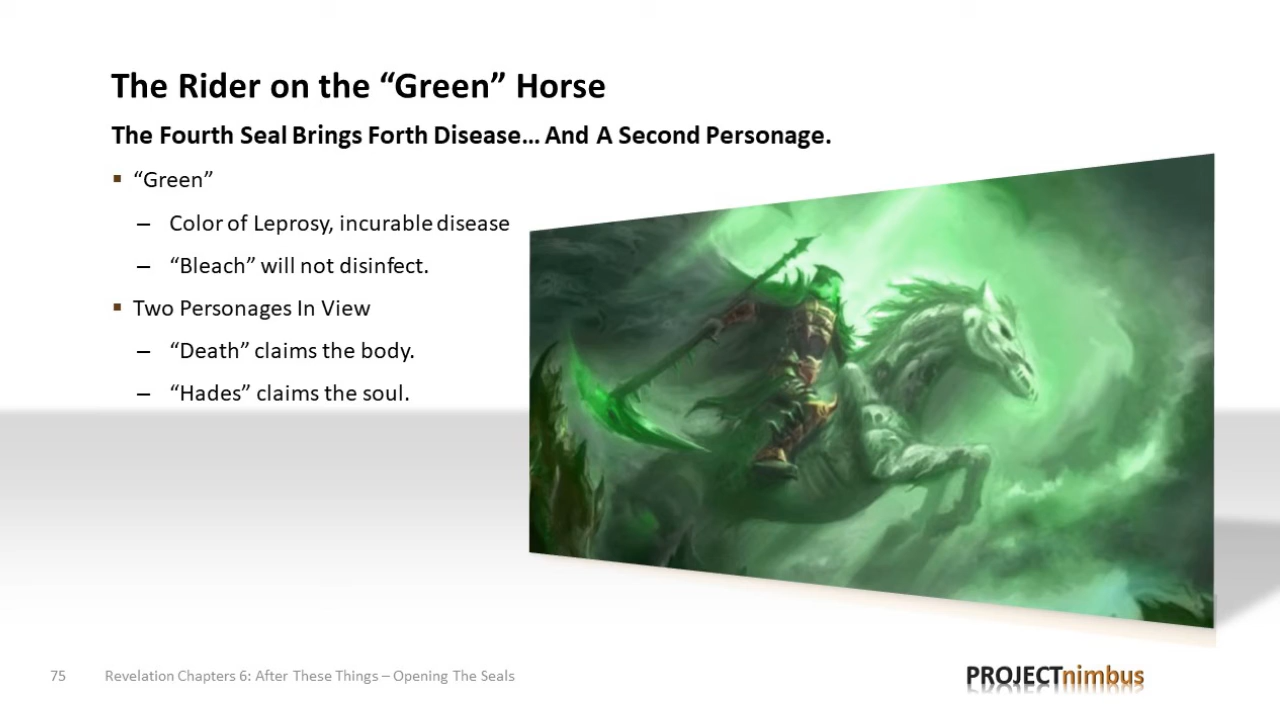 The Rider on the “Green” Horse
The Fourth Seal Brings Forth Disease… And A Second Personage.
▪ “Green”
– Color of Leprosy, incurable disease
– “Bleach” will not disinfect.
▪ Two Personages In View
– “Death” claims the body.
– “Hades” claims the soul.
75 Revelation Chapters 6: After These Things – Opening The Seals
PROJECTnimbus